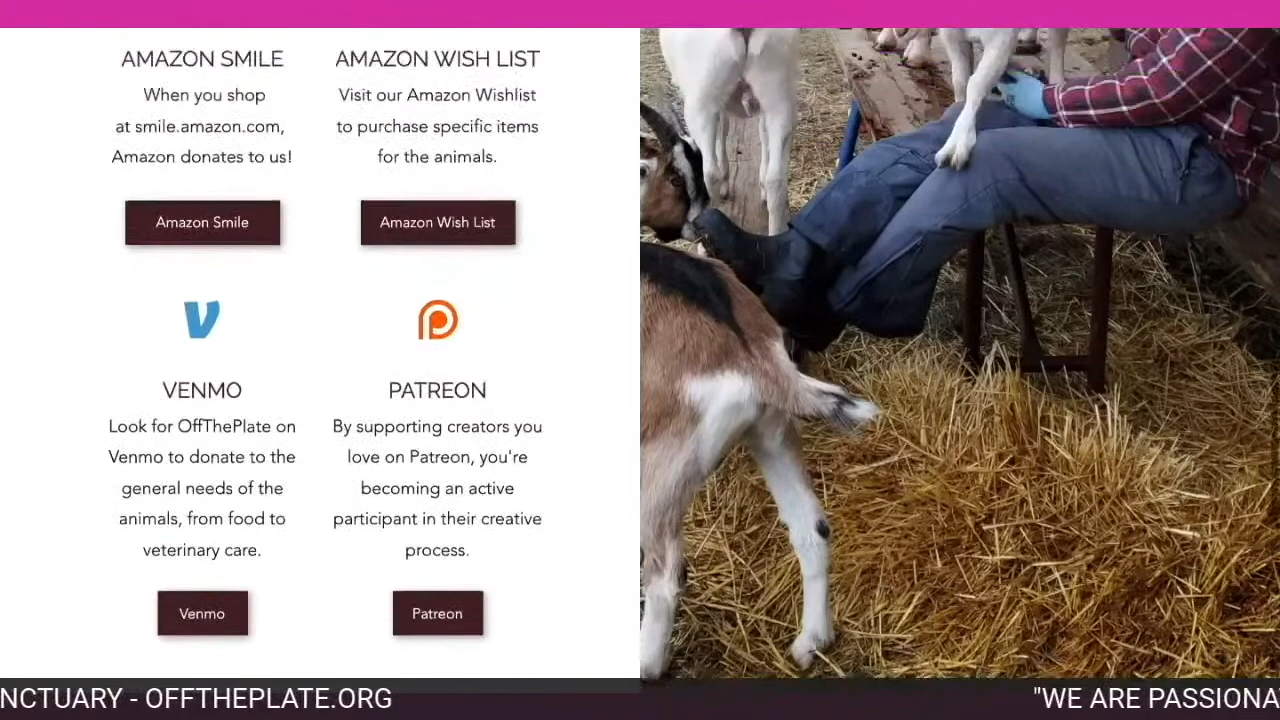 AMAZON SMILE
When you shop
at smile.amazon.com,
Amazon donates to us!
Amazon Smile
AMAZON WISH LIST
Visit our Amazon Wishlist
to purchase specific items
for the animals.
Amazon Wish List
VENMO
Look for OffThePlate on
Venmo to donate to the
general needs of the
animals, from food to
veterinary care.
Venmo
PATREON
By supporting creators you
love on Patreon, you're
becoming an active
participant in their creative
process.
Patreon
NCTUARY - OFFTHEPLATE.ORG
"WE ARE PASSIONA